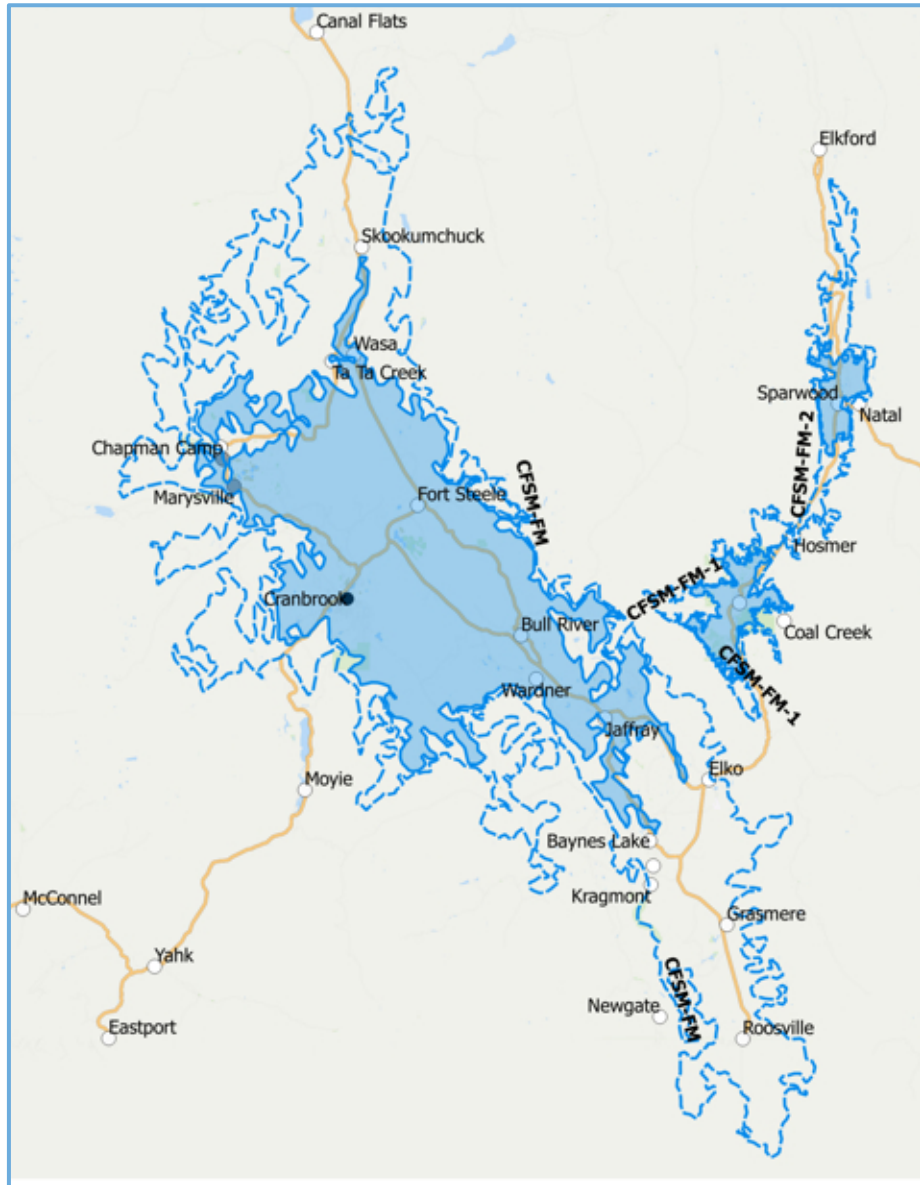 Canal Flats
Elkford
Skookumchuck
Wasa
Ta Ta Creek
Sparwood
Natal
Chapman Camp
CFSM-FM-2
Marysville
Fort Steele
CFSM-FM
Hosmer
CFSM-FM-1
Cranbrook
Coal Creek
Bull River
CFSM-FM-1
Wardner
Jaffray
Elko
Moyie
Baynes Lake
Kragmont
McConnel
Grasmere
Yahk
CFSM-FM
Newgate
Eastport
Roosville